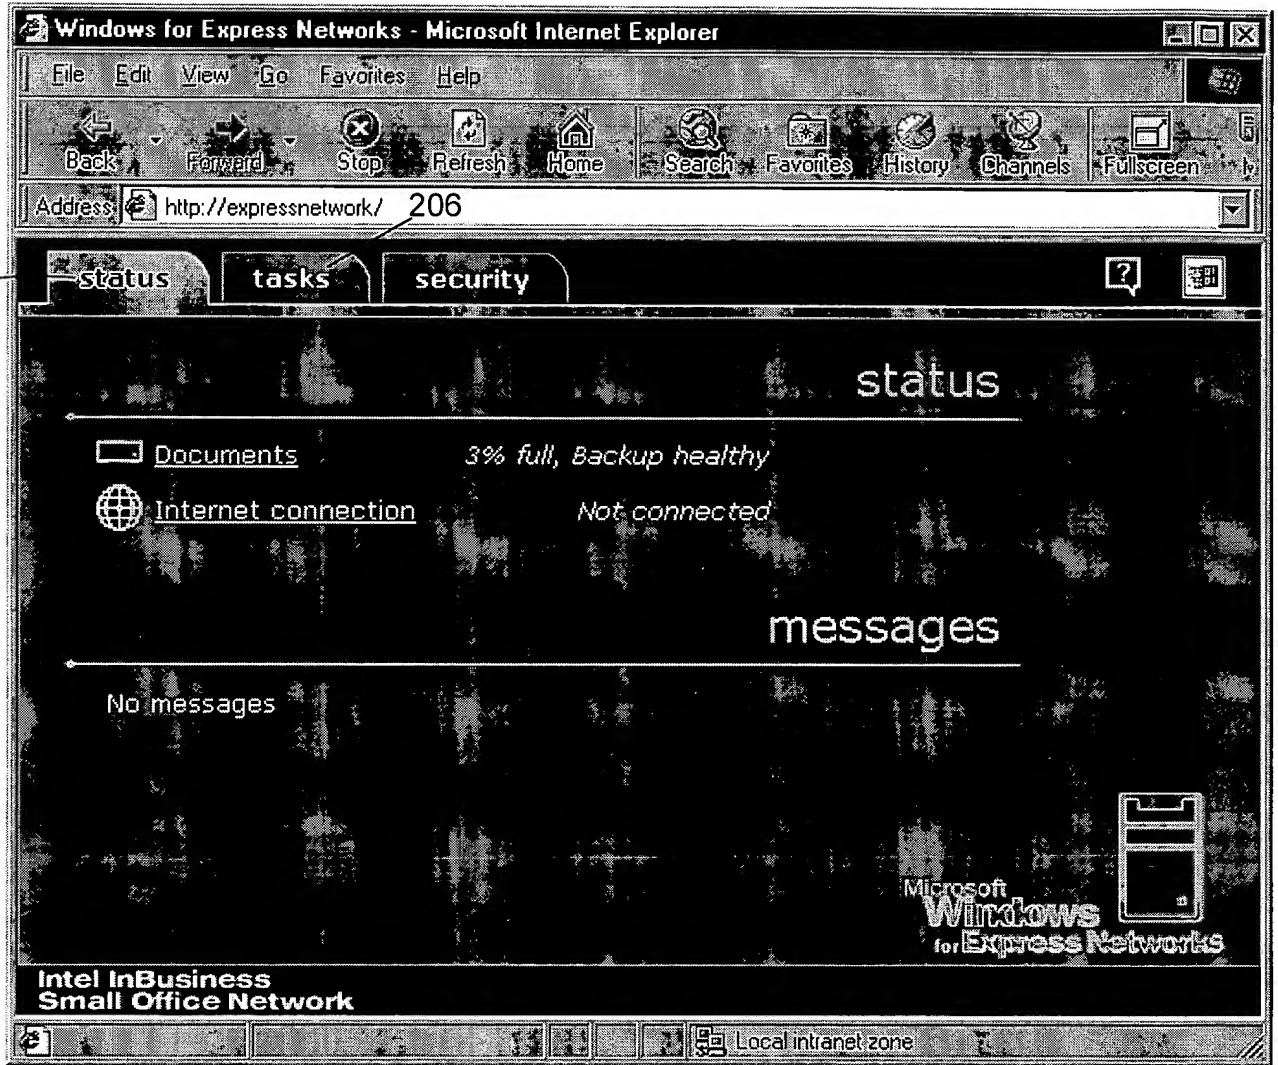 Windows for Express Networks - Microsoft Internet Explorer
File Edit View Go Favorites Help
Back Forward Stop Refresh Home Search Favorites History Channels Fullscreen
Address http://expressnetwork/ 206
status tasks security
status
Documents 3% full, Backup healthy
Internet connection Not connected
messages
No messages
Microsoft
Windows
for Express Networks
Intel InBusiness
Small Office Network
Local intranet zone